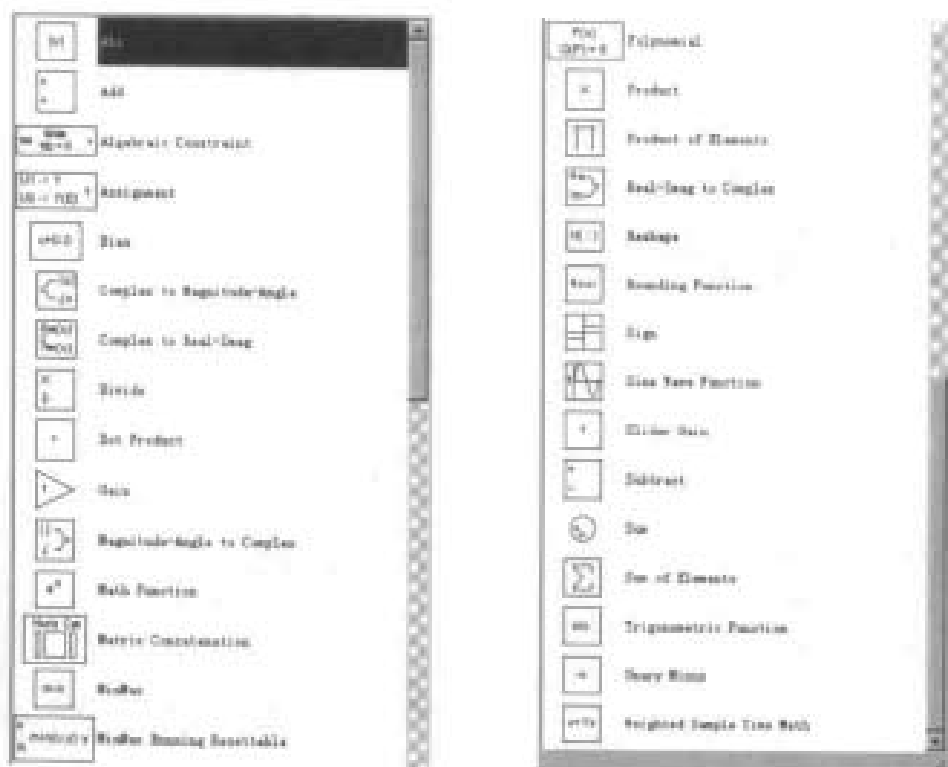 |u|
Abs
Add
Algebraic Constraint
Assignment
Bias
Complex to Magnitude-Angle
Complex to Real-Imag
Divide
Dot Product
Gain
Magnitude-Angle to Complex
Math Function
Matrix Concatenation
MinMax
MinMax Running Resettable
Polynomial
Product
Product of Elements
Real-Imag to Complex
Reshape
Rounding Function
Sign
Sine Wave Function
Slider Gain
Subtract
Sum
Sum of Elements
Trigonometric Function
Unary Minus
Weighted Sample Time Math